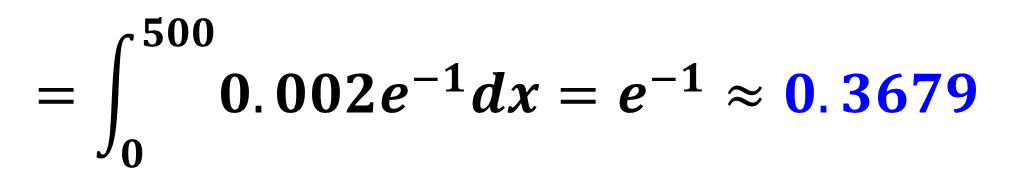 = ∫₀⁵⁰⁰ 0.002e⁻¹dx = e⁻¹ ≈ 0.3679